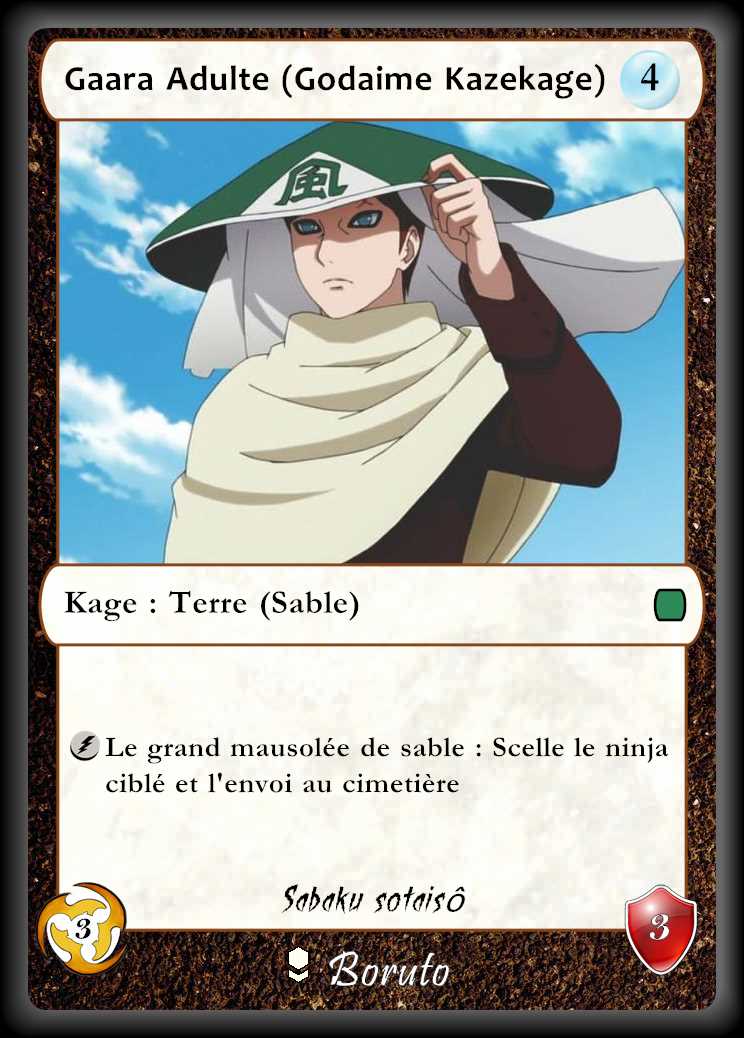 Gaara Adulte (Godaime Kazekage) 4
風
Kage : Terre (Sable)
Le grand mausolée de sable : Scelle le ninja
ciblé et l'envoi au cimetière
Sabaku sotaisô
3 3
Boruto